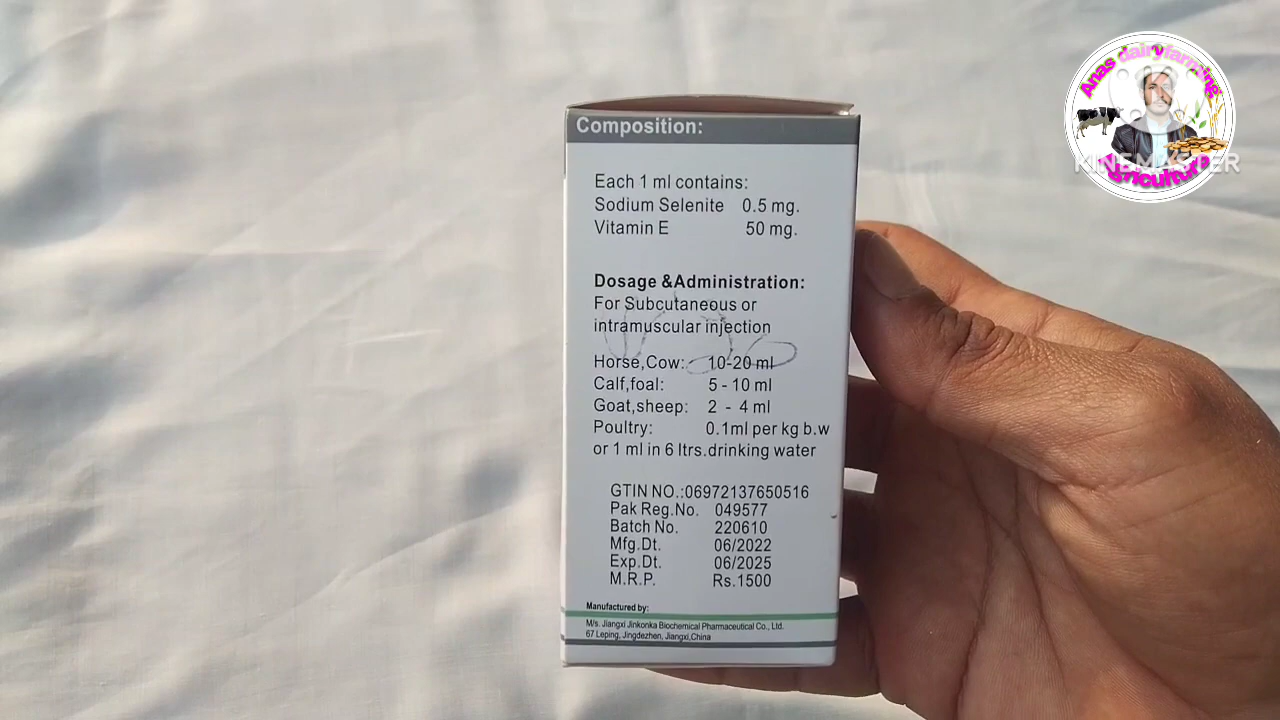 Composition:
Each 1 ml contains:
Sodium Selenite 0.5 mg.
Vitamin E 50 mg.
Dosage &Administration:
For Subcutaneous or
intramuscular injection
Horse,Cow: 10-20 ml
Calf,foal: 5 - 10 ml
Goat,sheep: 2 - 4 ml
Poultry: 0.1ml per kg b.w
or 1 ml in 6 ltrs.drinking water
GTIN NO.:06972137650516
Pak Reg.No. 049577
Batch No. 220610
Mfg.Dt. 06/2022
Exp.Dt. 06/2025
M.R.P. Rs.1500
Manufactured by:
M/s. Jiangxi Jinkonka Biochemical Pharmaceutical Co., Ltd.
67 Leping, Jingdezhen, Jiangxi,China
Anas dairyfarming
KINEMASTER
Agriculture